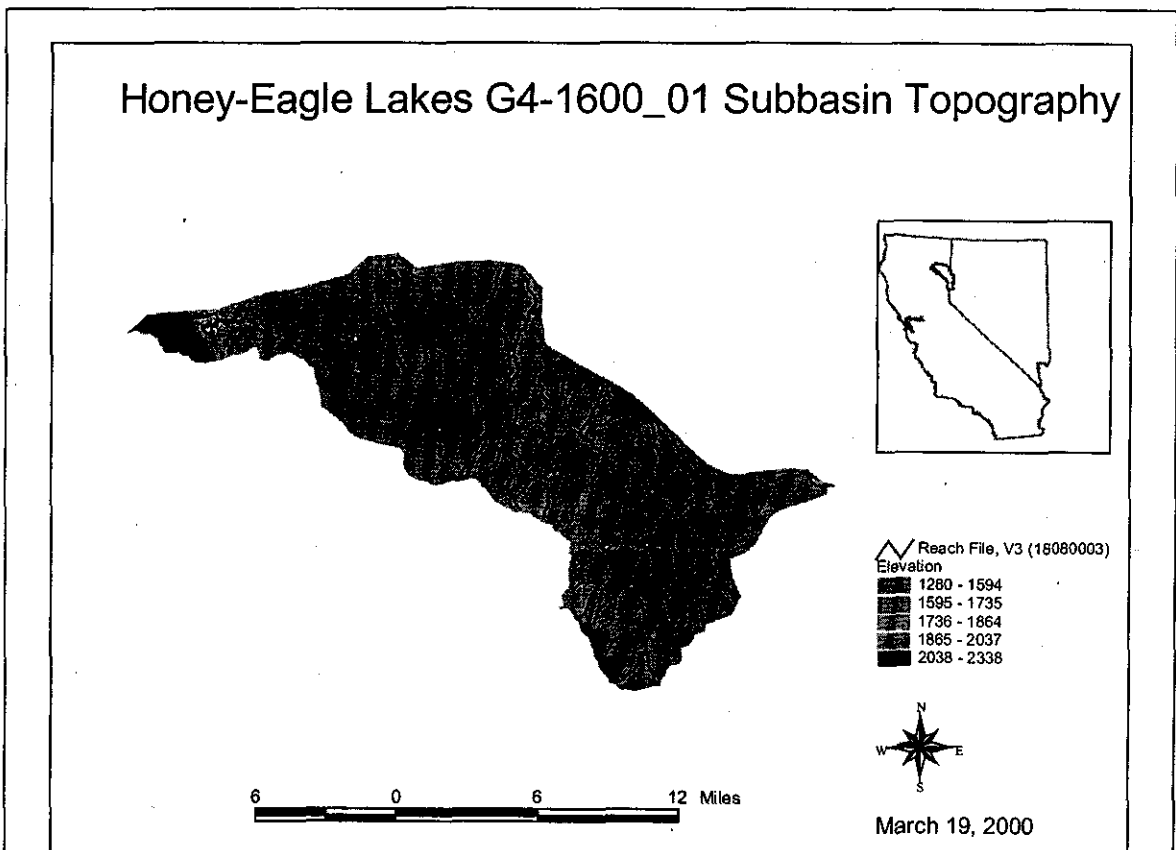 Honey-Eagle Lakes G4-1600_01 Subbasin Topography
Reach File, V3 (18080003)
Elevation
1280 - 1594
1595 - 1735
1736 - 1864
1865 - 2037
2038 - 2338
N
W E
S
6 0 6 12 Miles
March 19, 2000